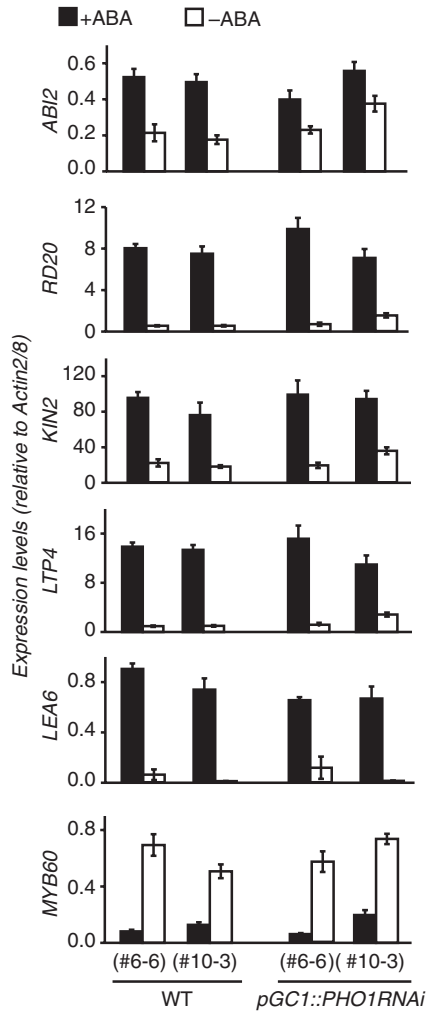 +ABA –ABA
Expression levels (relative to Actin2/8)
ABI2
0.6
0.4
0.2
0.0
RD20
12
8
4
0
KIN2
120
80
40
0
LTP4
16
8
0
LEA6
0.8
0.4
0.0
MYB60
0.8
0.4
0.0
(#6-6) (#10-3) (#6-6)( #10-3)
WT pGC1::PHO1RNAi